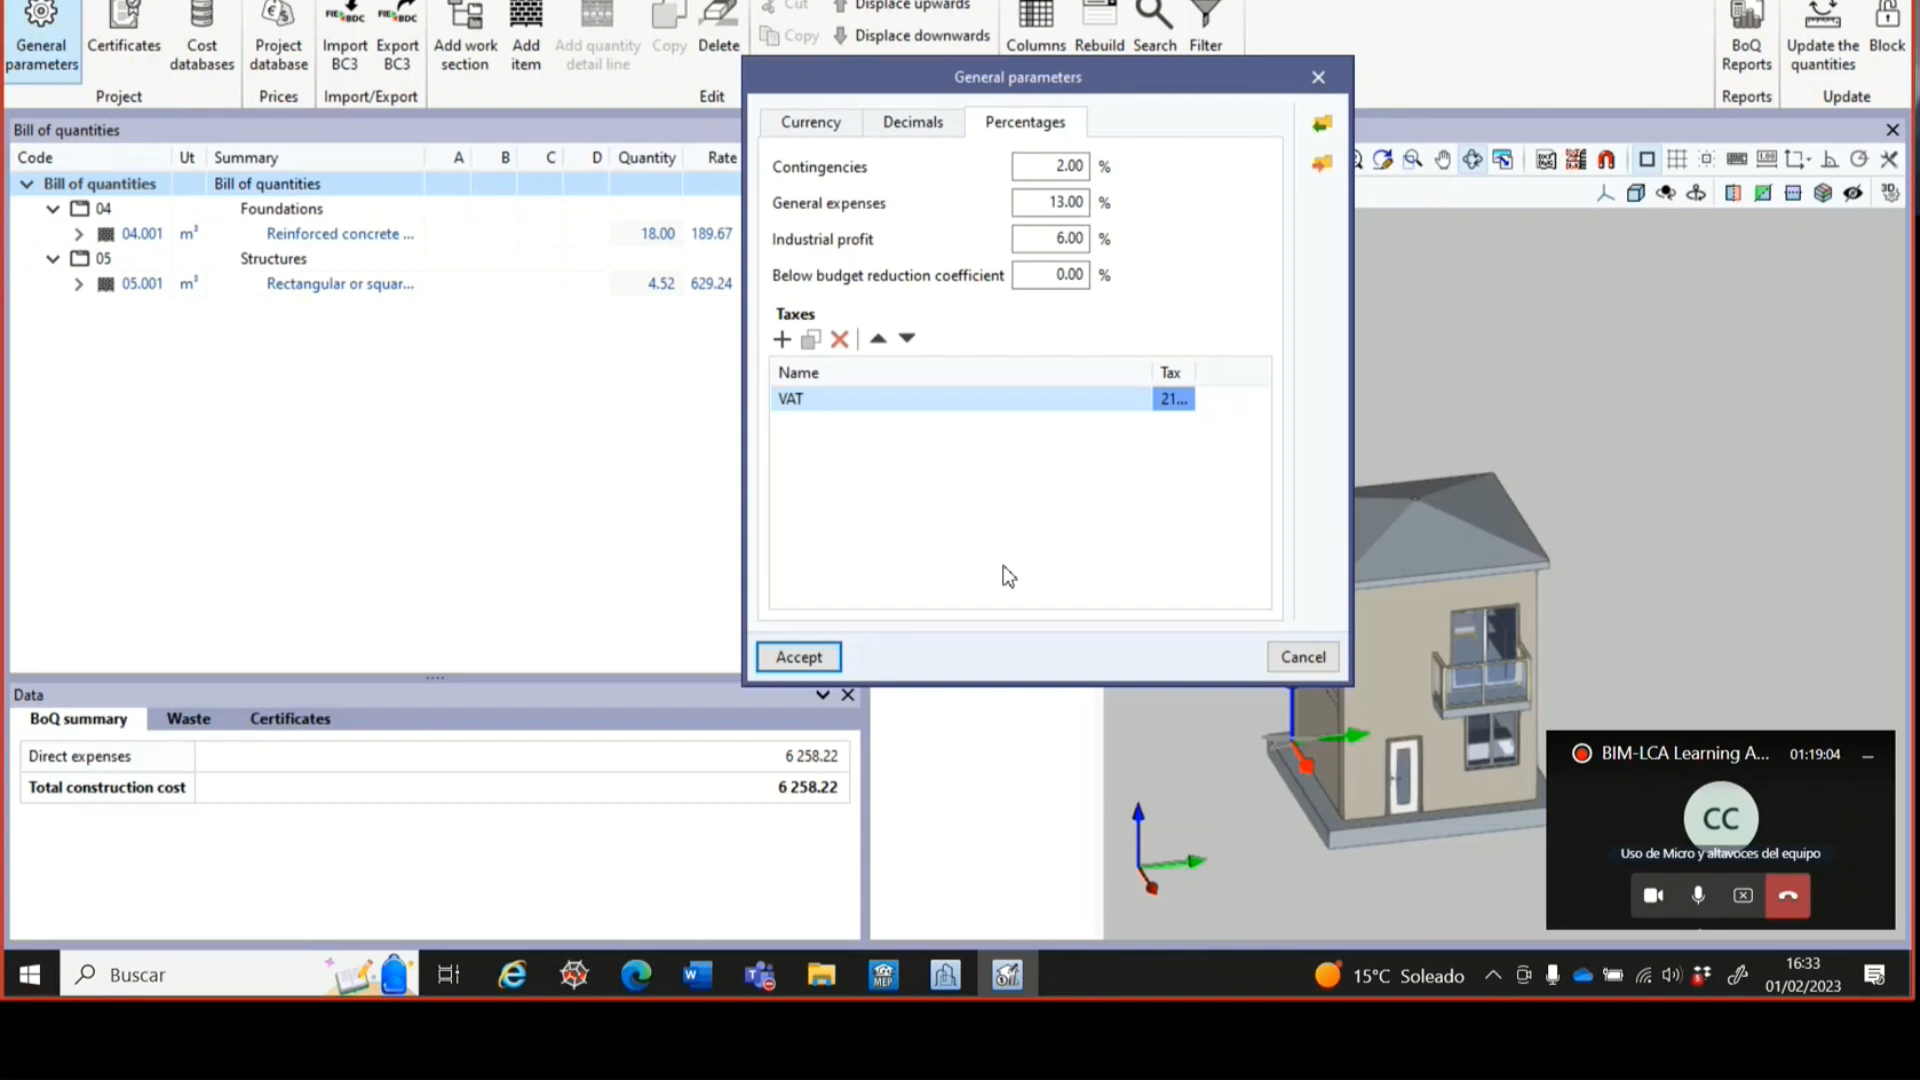 General
parameters
Certificates
Cost
databases
Project
Project
database
Prices
Import
BC3
Export
BC3
Import/Export
Add work
section
Add
item
Add quantity
detail line
Copy
Delete
Edit
Cut
Copy
Displace upwards
Displace downwards
Columns
Rebuild
Search
Filter
BoQ
Reports
Reports
Update the
quantities
Block
Update
Bill of quantities
Code Ut Summary A B C D Quantity Rate
Bill of quantities Bill of quantities
04 Foundations
04.001 m³ Reinforced concrete ... 18.00 189.67
05 Structures
05.001 m³ Rectangular or squar... 4.52 629.24
General parameters
Currency Decimals Percentages
Contingencies 2.00 %
General expenses 13.00 %
Industrial profit 6.00 %
Below budget reduction coefficient 0.00 %
Taxes
Name Tax
VAT 21...
Accept Cancel
Data
BoQ summary Waste Certificates
Direct expenses 6 258.22
Total construction cost 6 258.22
BIM-LCA Learning A... 01:19:04
CC
Uso de Micro y altavoces del equipo
Buscar
MEP
15°C Soleado
16:33
01/02/2023